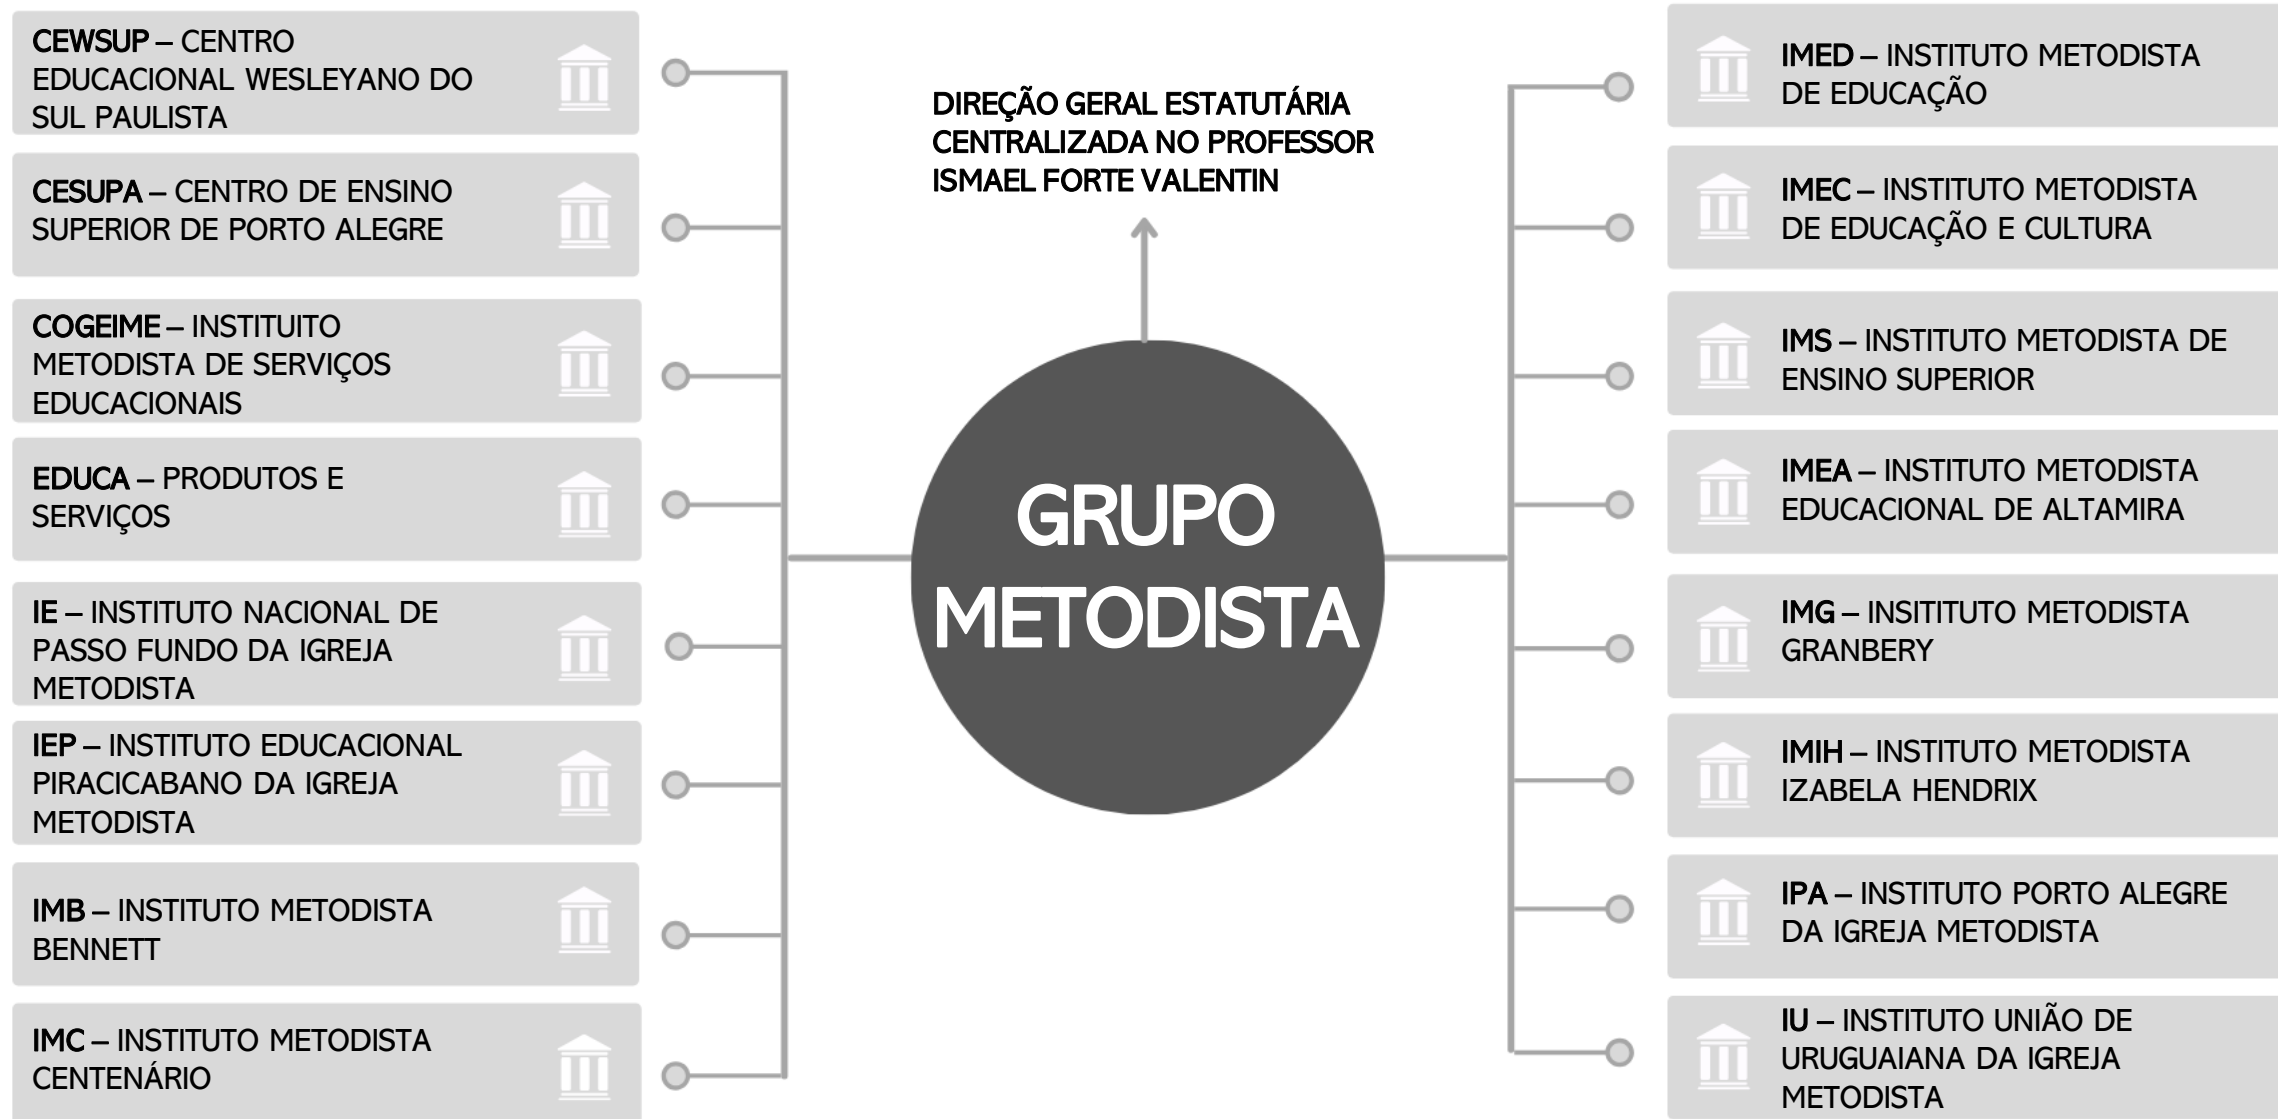 CEWSUP – CENTRO
EDUCACIONAL WESLEYANO DO
SUL PAULISTA
CESUPA – CENTRO DE ENSINO
SUPERIOR DE PORTO ALEGRE
COGEIME – INSTITUITO
METODISTA DE SERVIÇOS
EDUCACIONAIS
EDUCA – PRODUTOS E
SERVIÇOS
IE – INSTITUTO NACIONAL DE
PASSO FUNDO DA IGREJA
METODISTA
IEP – INSTITUTO EDUCACIONAL
PIRACICABANO DA IGREJA
METODISTA
IMB – INSTITUTO METODISTA
BENNETT
IMC – INSTITUTO METODISTA
CENTENÁRIO
DIREÇÃO GERAL ESTATUTÁRIA
CENTRALIZADA NO PROFESSOR
ISMAEL FORTE VALENTIN
GRUPO
METODISTA
IMED – INSTITUTO METODISTA
DE EDUCAÇÃO
IMEC – INSTITUTO METODISTA
DE EDUCAÇÃO E CULTURA
IMS – INSTITUTO METODISTA DE
ENSINO SUPERIOR
IMEA – INSTITUTO METODISTA
EDUCACIONAL DE ALTAMIRA
IMG – INSITITUTO METODISTA
GRANBERY
IMIH – INSTITUTO METODISTA
IZABELA HENDRIX
IPA – INSTITUTO PORTO ALEGRE
DA IGREJA METODISTA
IU – INSTITUTO UNIÃO DE
URUGUAIANA DA IGREJA
METODISTA